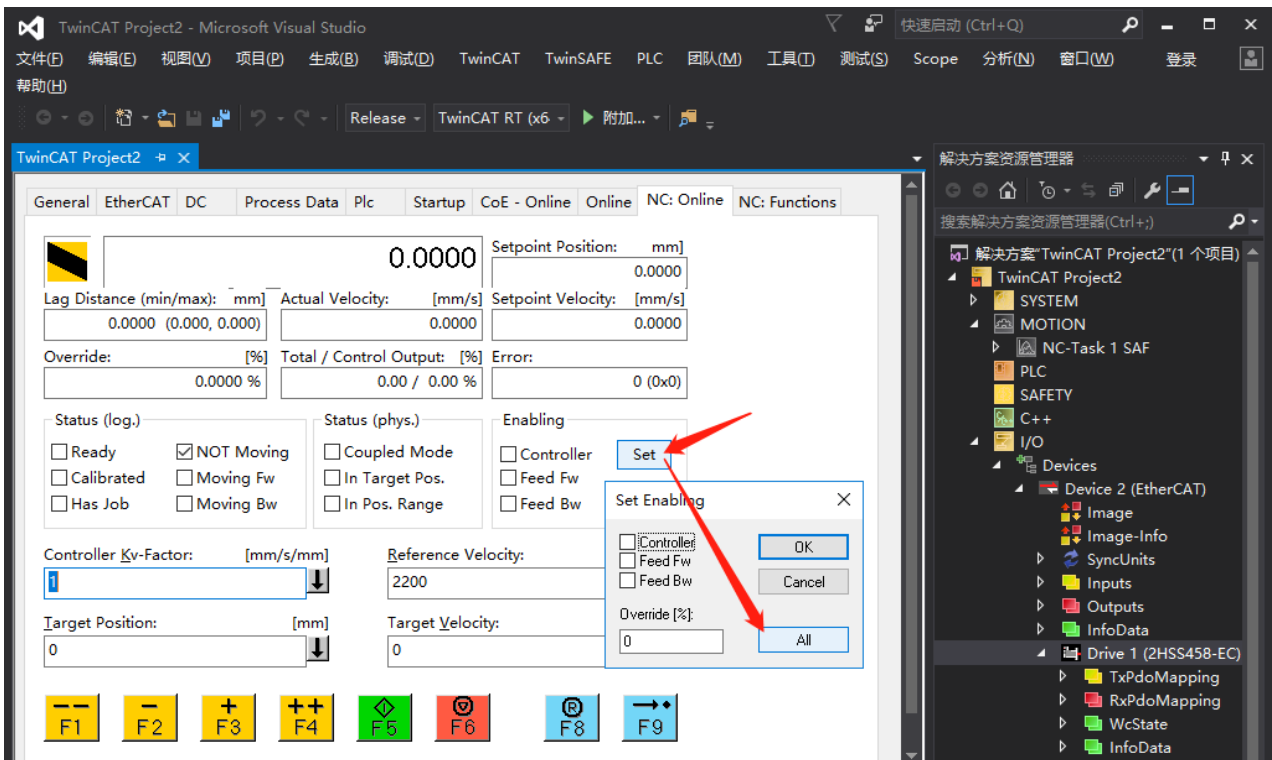 TwinCAT Project2 - Microsoft Visual Studio
快速启动 (Ctrl+Q)
文件(F) 编辑(E) 视图(V) 项目(P) 生成(B) 调试(D) TwinCAT TwinSAFE PLC 团队(M) 工具(T) 测试(S) Scope 分析(N) 窗口(W) 登录
帮助(H)
Release TwinCAT RT (x6 附加...
TwinCAT Project2
General EtherCAT DC Process Data Plc Startup CoE - Online Online NC: Online NC: Functions
0.0000
Setpoint Position: mm]
0.0000
Lag Distance (min/max): mm] Actual Velocity: [mm/s] Setpoint Velocity: [mm/s]
0.0000 (0.000, 0.000) 0.0000 0.0000
Override: [%] Total / Control Output: [%] Error:
0.0000 % 0.00 / 0.00 % 0 (0x0)
Status (log.) Status (phys.) Enabling
Ready NOT Moving Coupled Mode Controller Set
Calibrated Moving Fw In Target Pos. Feed Fw
Has Job Moving Bw In Pos. Range Feed Bw
Set Enabling
Controller OK
Feed Fw
Feed Bw Cancel
Override [%]:
0 All
Controller Kv-Factor: [mm/s/mm] Reference Velocity:
1 2200
Target Position: [mm] Target Velocity:
0 0
-- F1 - F2 + F3 ++ F4 F5 F6 R F8 F9
解决方案资源管理器
搜索解决方案资源管理器(Ctrl+;)
解决方案"TwinCAT Project2"(1 个项目)
TwinCAT Project2
SYSTEM
MOTION
NC-Task 1 SAF
PLC
SAFETY
C++
I/O
Devices
Device 2 (EtherCAT)
Image
Image-Info
SyncUnits
Inputs
Outputs
InfoData
Drive 1 (2HSS458-EC)
TxPdoMapping
RxPdoMapping
WcState
InfoData